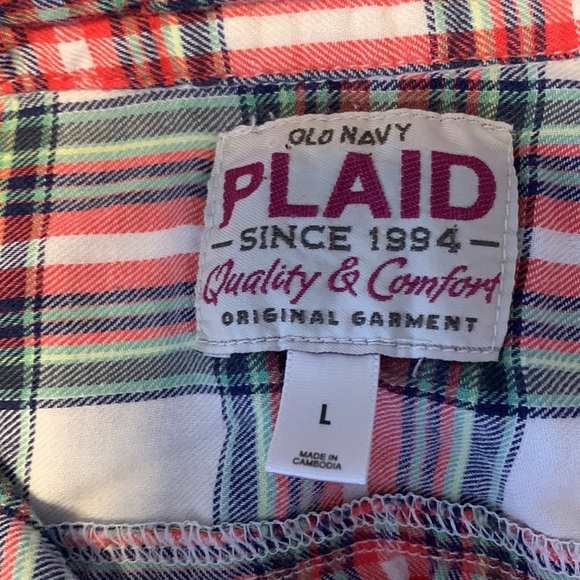 OLD NAVY
PLAID
- SINCE 1994 -
Quality & Comfort
ORIGINAL GARMENT
L
MADE IN
CAMBODIA